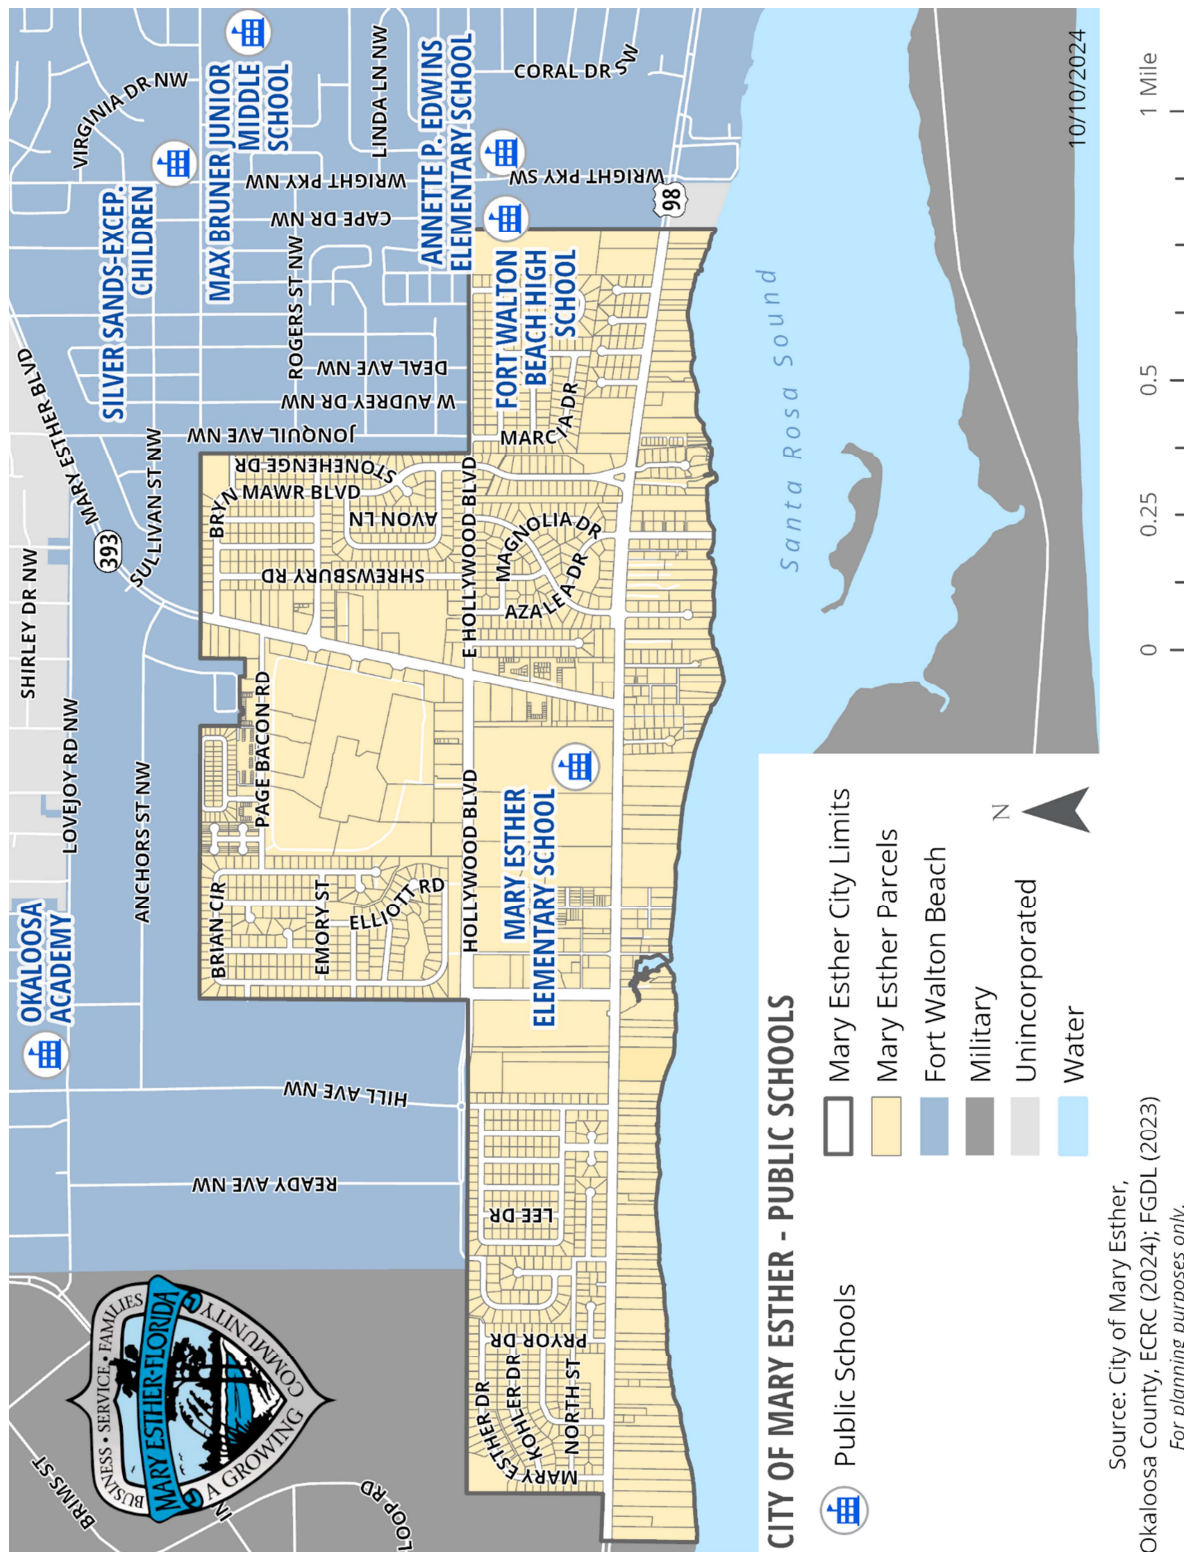 BUSINESS • SERVICE • FAMILIES
MARY ESTHER•FLORIDA
A GROWING
COMMUNITY
BRIMS ST
LOOP RD
OKALOOSA
ACADEMY
LOVEJOY RD NW
SHIRLEY DR NW
MARY ESTHER BLVD
393
SULLIVAN ST NW
ANCHORS ST NW
SILVER SANDS-EXCEP.
CHILDREN
VIRGINIA DR NW
MAX BRUNER JUNIOR
MIDDLE
SCHOOL
LINDA LN NW
WRIGHT PKY NW
CAPE DR NW
ROGERS ST NW
DEAL AVE NW
W AUDREY DR NW
JONQUIL AVE NW
ANNETTE P. EDWINS
ELEMENTARY SCHOOL
CORAL DR SW
WRIGHT PKY SW
98
FORT WALTON
BEACH HIGH
SCHOOL
MARCIA DR
STONEHENGE DR
BRYN MAWR BLVD
AVON LN
SHREWSBURY RD
E HOLLYWOOD BLVD
MAGNOLIA DR
AZALEA DR
PAGE BACON RD
BRIAN CIR
EMORY ST
ELLIOTT RD
HOLLYWOOD BLVD
MARY ESTHER
ELEMENTARY SCHOOL
HILL AVE NW
READY AVE NW
LEE DR
PRYOR DR
MARY ESTHER DR
KOHLER DR
NORTH ST
Santa Rosa Sound
10/10/2024
CITY OF MARY ESTHER - PUBLIC SCHOOLS
Public Schools
Mary Esther City Limits
Mary Esther Parcels
Fort Walton Beach
Military
Unincorporated
Water
N
0 0.25 0.5 1 Mile
Source: City of Mary Esther,
Okaloosa County, ECRC (2024); FGDL (2023)
For planning purposes only.